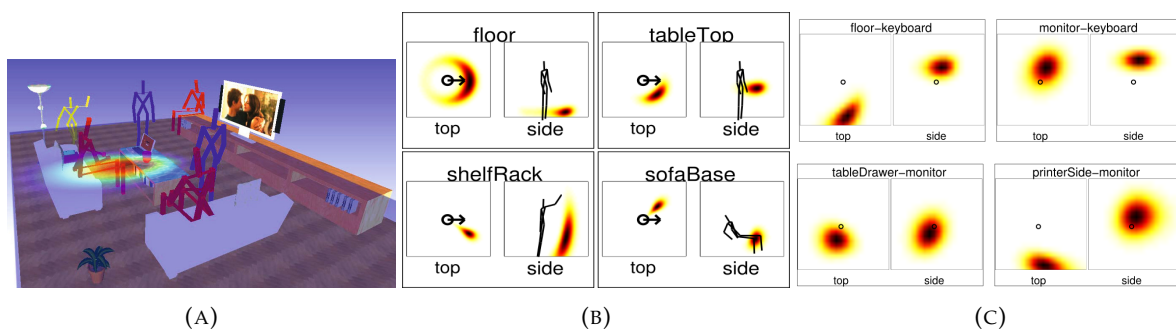 floor
tableTop
top
side
top
side
shelfRack
sofaBase
top
side
top
side
floor-keyboard
monitor-keyboard
top
side
top
side
tableDrawer-monitor
printerSide-monitor
top
side
top
side
(A)
(B)
(C)